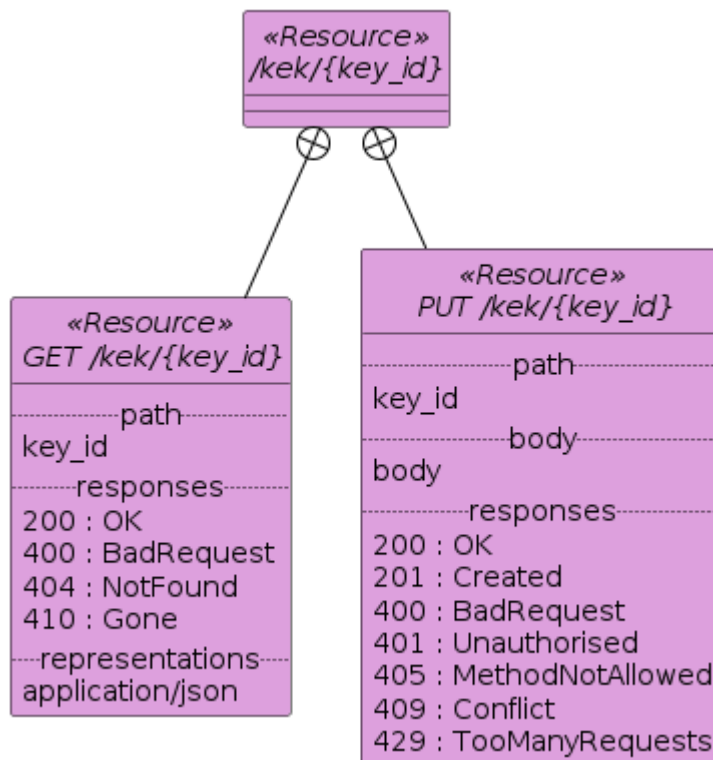 «Resource»
/kek/{key_id}
«Resource»
GET /kek/{key_id}
path
key_id
responses
200 : OK
400 : BadRequest
404 : NotFound
410 : Gone
representations
application/json
«Resource»
PUT /kek/{key_id}
path
key_id
body
body
responses
200 : OK
201 : Created
400 : BadRequest
401 : Unauthorised
405 : MethodNotAllowed
409 : Conflict
429 : TooManyRequests